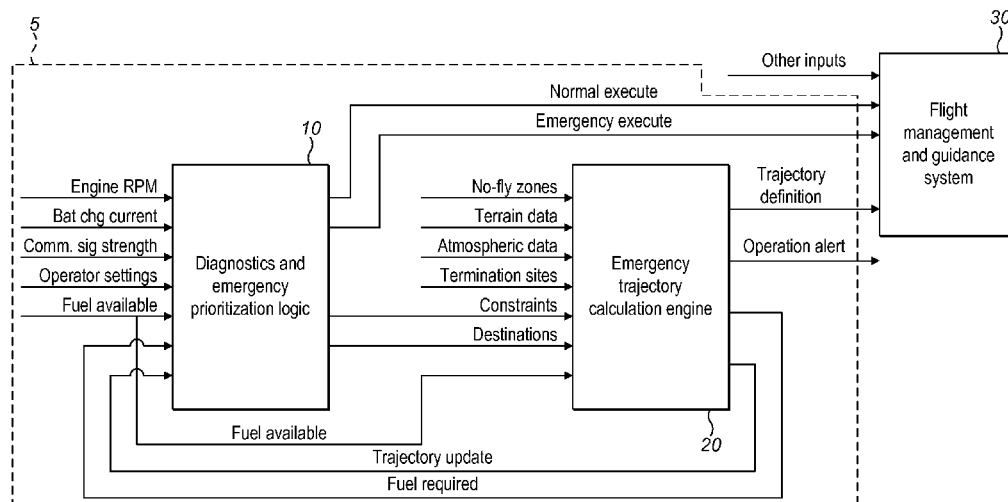 5
30
Other inputs
Normal execute
Emergency execute
Flight
management
and guidance
system
10
Engine RPM
Bat chg current
Comm. sig strength
Operator settings
Fuel available
Diagnostics and
emergency
prioritization logic
No-fly zones
Terrain data
Atmospheric data
Termination sites
Constraints
Destinations
Emergency
trajectory
calculation engine
Trajectory
definition
Operation alert
20
Fuel available
Trajectory update
Fuel required